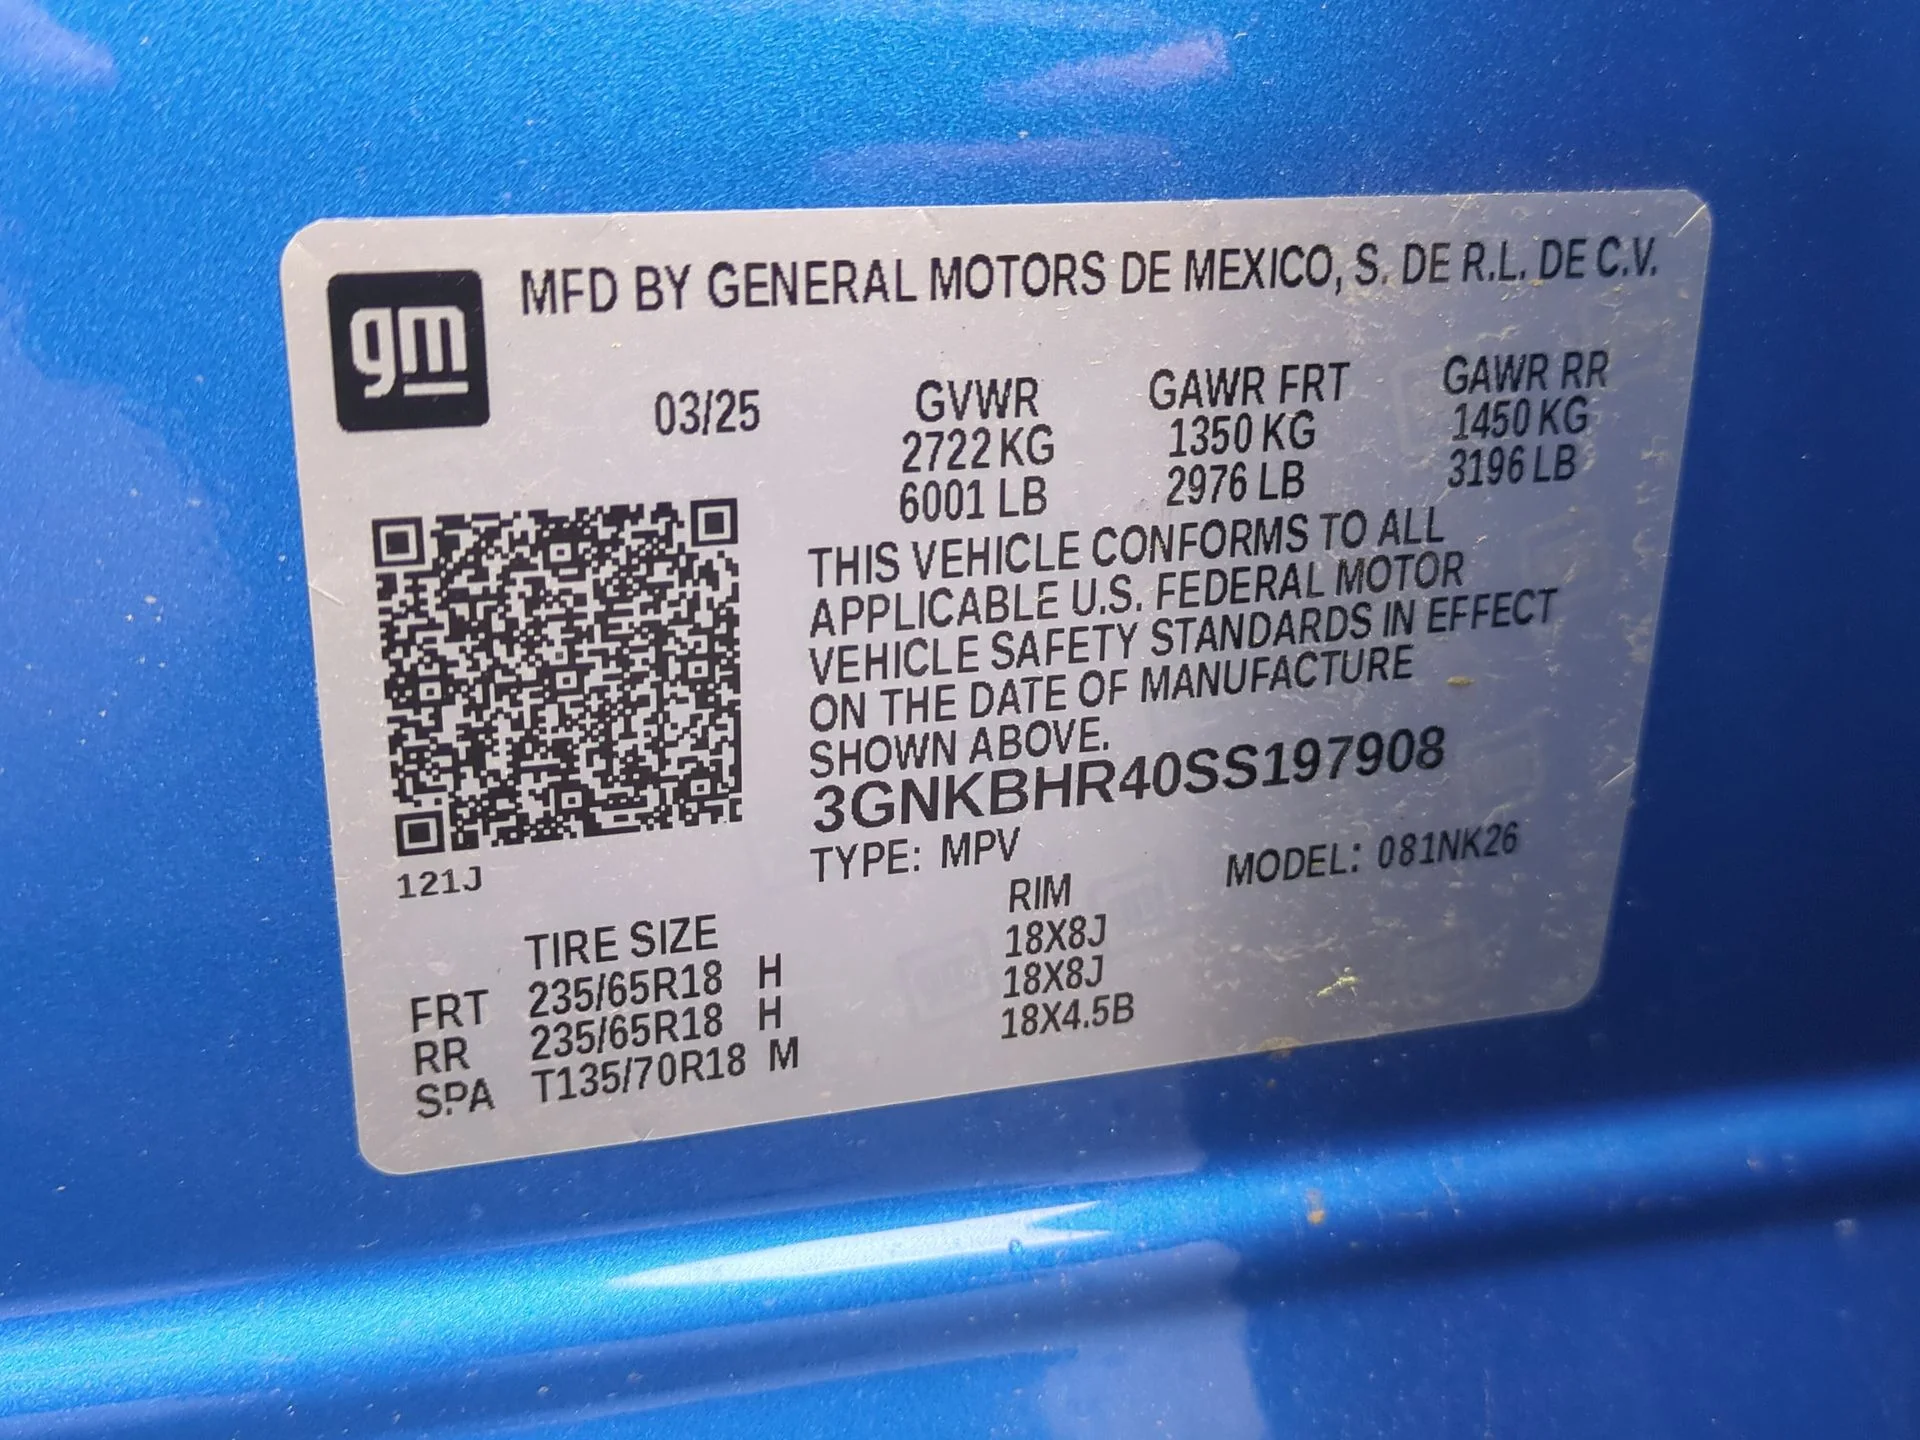 gm
MFD BY GENERAL MOTORS DE MEXICO, S. DE R.L. DE C.V.
03/25
GVWR
2722 KG
6001 LB
GAWR FRT
1350 KG
2976 LB
GAWR RR
1450 KG
3196 LB
THIS VEHICLE CONFORMS TO ALL
APPLICABLE U.S. FEDERAL MOTOR
VEHICLE SAFETY STANDARDS IN EFFECT
ON THE DATE OF MANUFACTURE
SHOWN ABOVE.
3GNKBHR40SS197908
TYPE: MPV
MODEL: 081NK26
121J
TIRE SIZE RIM
FRT 235/65R18 H 18X8J
RR 235/65R18 H 18X8J
SPA T135/70R18 M 18X4.5B